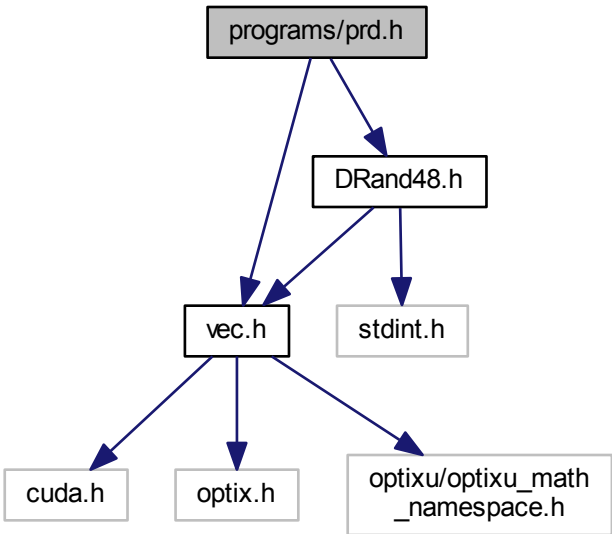 programs/prd.h
DRand48.h
vec.h
stdint.h
cuda.h
optix.h
optixu/optixu_math
_namespace.h